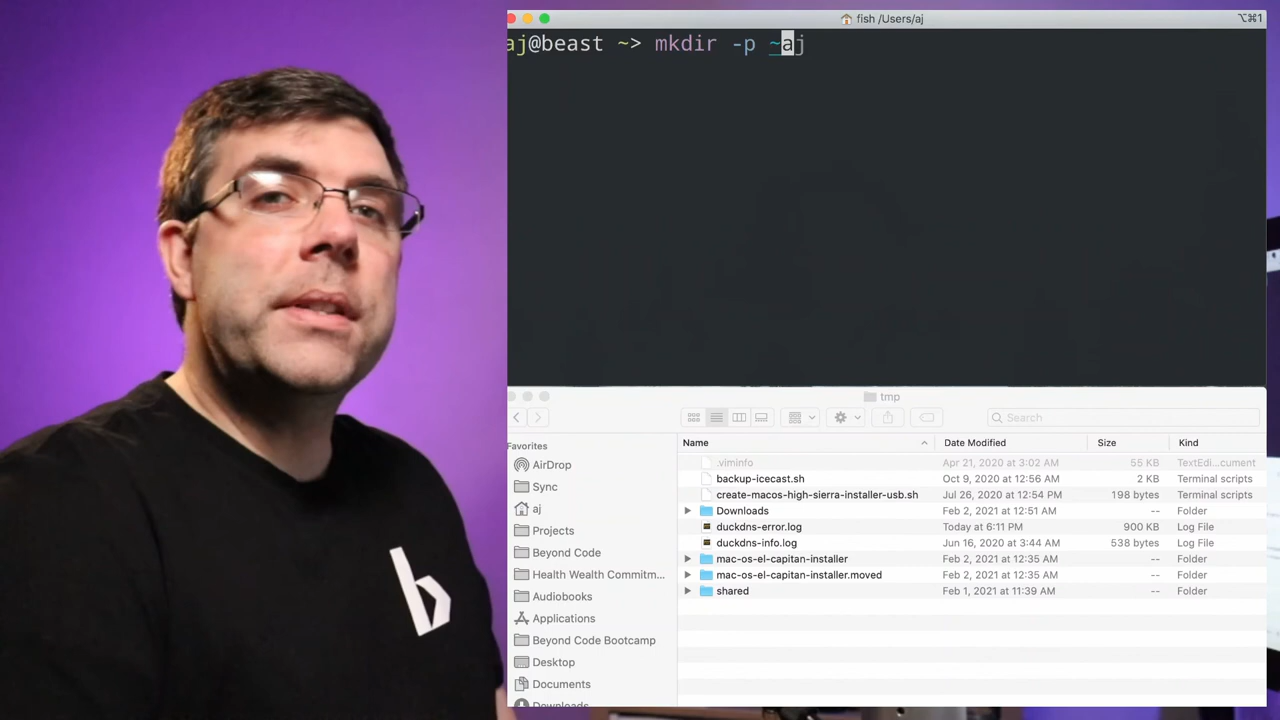 fish /Users/aj
⌥⌘1
aj@beast ~> mkdir -p ~aj
tmp
Search
Favorites
AirDrop
Sync
aj
Projects
Beyond Code
Health Wealth Commitm...
Audiobooks
Applications
Beyond Code Bootcamp
Desktop
Documents
Downloads
Name Date Modified Size Kind
.viminfo Apr 21, 2020 at 3:02 AM 55 KB TextEdi...cument
backup-icecast.sh Oct 9, 2020 at 12:56 AM 2 KB Terminal scripts
create-macos-high-sierra-installer-usb.sh Jul 26, 2020 at 12:54 PM 198 bytes Terminal scripts
Downloads Feb 2, 2021 at 12:51 AM -- Folder
duckdns-error.log Today at 6:11 PM 900 KB Log File
duckdns-info.log Jun 16, 2020 at 3:44 AM 538 bytes Log File
mac-os-el-capitan-installer Feb 2, 2021 at 12:35 AM -- Folder
mac-os-el-capitan-installer.moved Feb 2, 2021 at 12:35 AM -- Folder
shared Feb 1, 2021 at 11:39 AM -- Folder
b